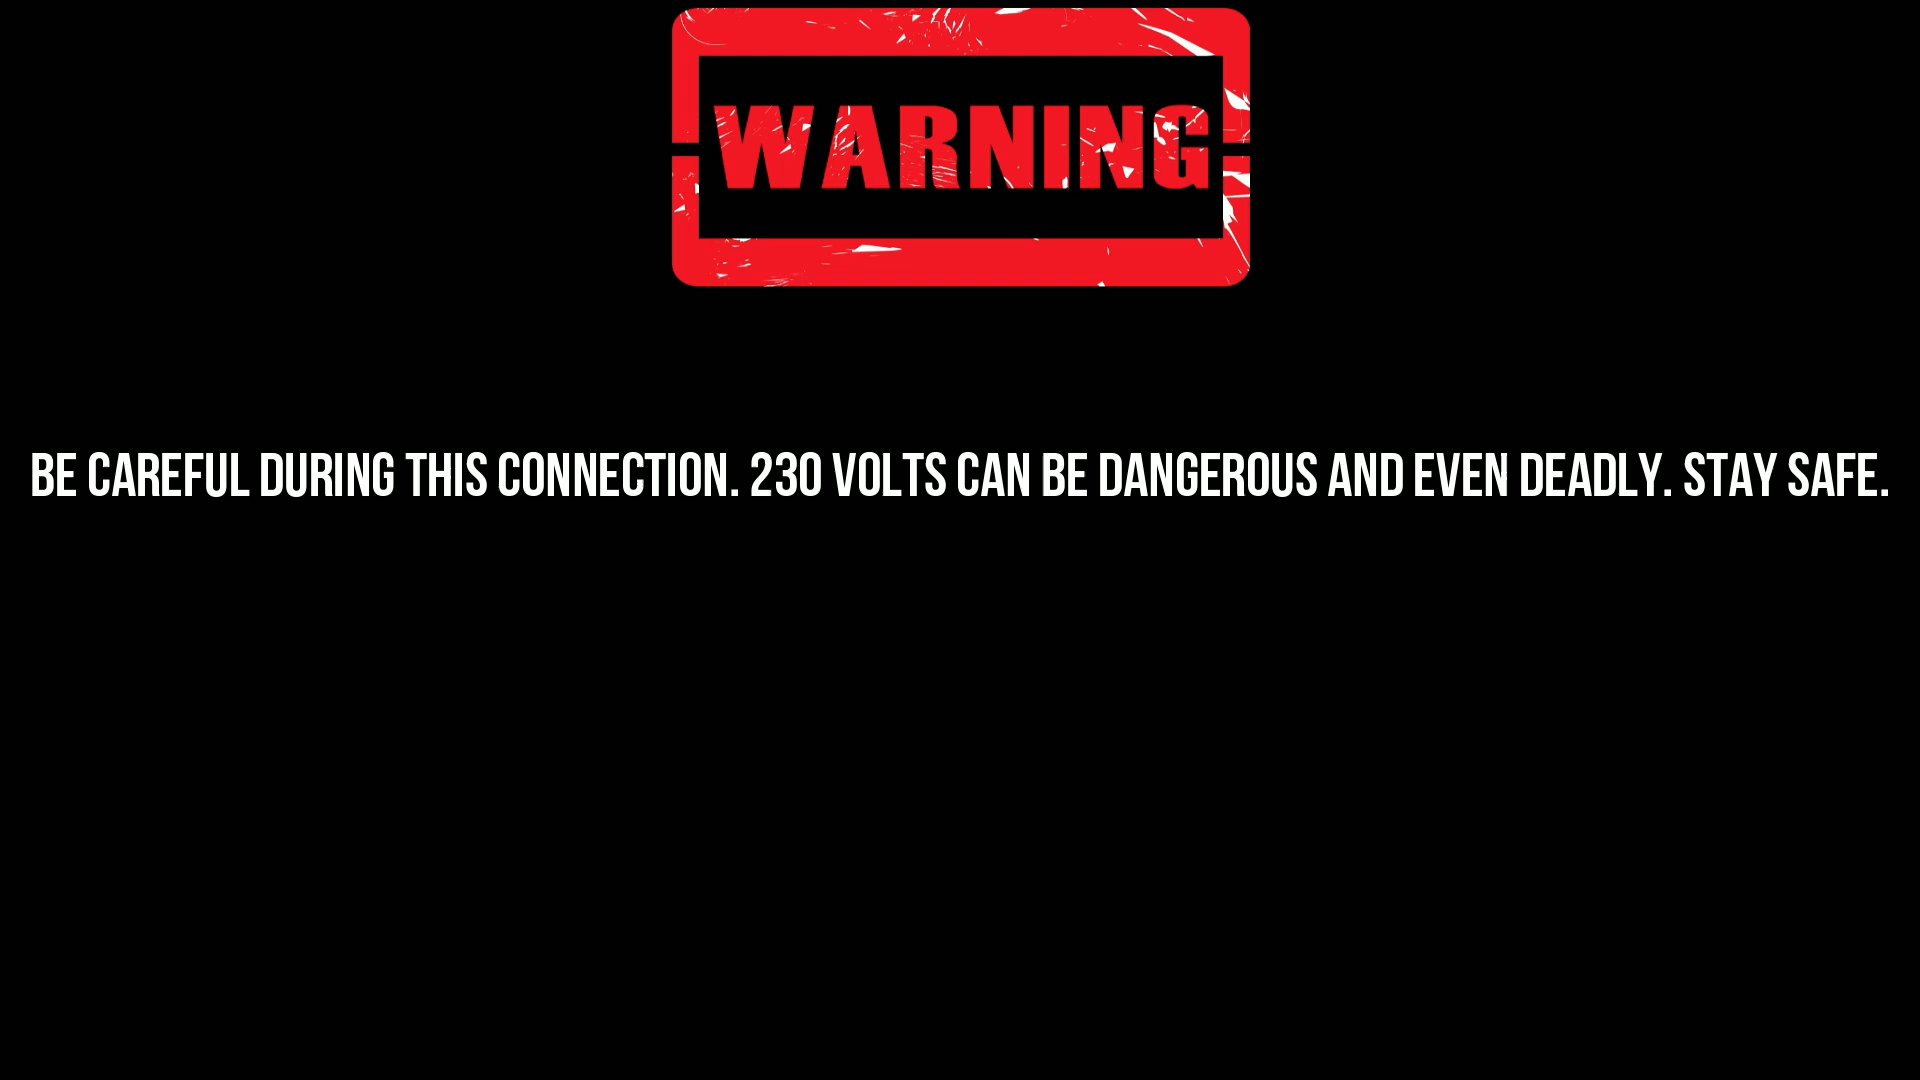 WARNING
BE CAREFUL DURING THIS CONNECTION. 230 VOLTS CAN BE DANGEROUS AND EVEN DEADLY. STAY SAFE.